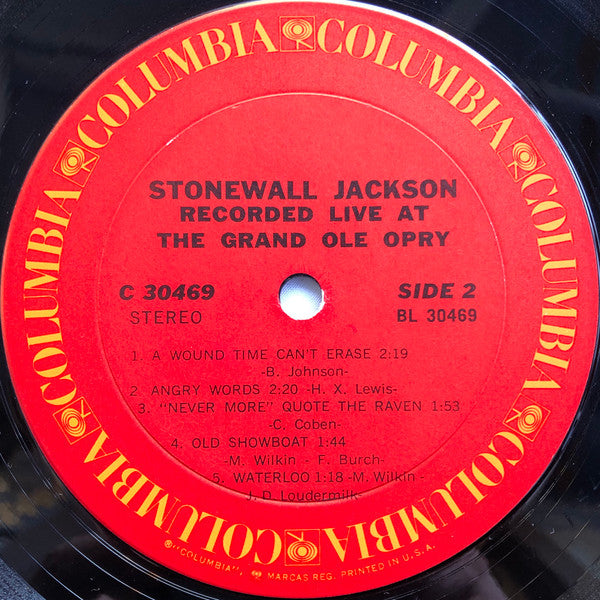 COLUMBIA COLUMBIA COLUMBIA COLUMBIA COLUMBIA COLUMBIA
STONEWALL JACKSON
RECORDED LIVE AT
THE GRAND OLE OPRY
C 30469 SIDE 2
STEREO BL 30469
1. A WOUND TIME CAN'T ERASE 2:19
-B. Johnson-
2. ANGRY WORDS 2:20 -H. X. Lewis-
3. "NEVER MORE" QUOTE THE RAVEN 1:53
-C. Coben-
4. OLD SHOWBOAT 1:44
-M. Wilkin - F. Burch-
5. WATERLOO 1:18 -M. Wilkin -
J. D. Loudermilk-
®"COLUMBIA", MARCAS REG. PRINTED IN U.S.A.